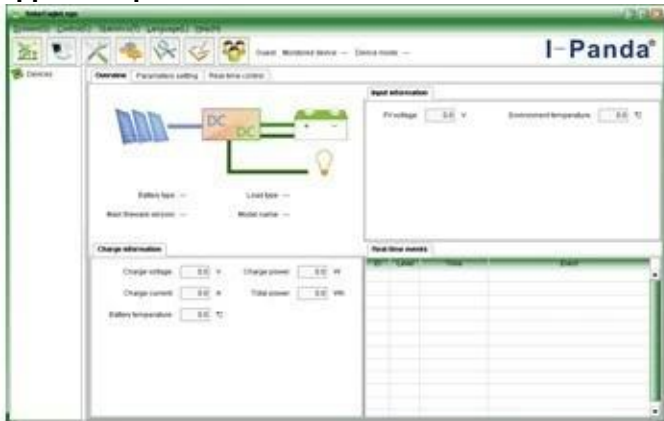 I-Panda®
Guest Monitored device --- Device mode ---
Devices
Overview Parameters setting Real-time control
DC
DC
Battery type ---
Load type ---
Main firmware version ---
Model name ---
Input information
PV voltage 0.0 V
Environment temperature 0.0 ℃
Charge information
Charge voltage 0.0 V
Charge power 0.0 W
Charge current 0.0 A
Total power 0.0 Wh
Battery temperature 0.0 ℃
Real-time events
ID Level Time Event